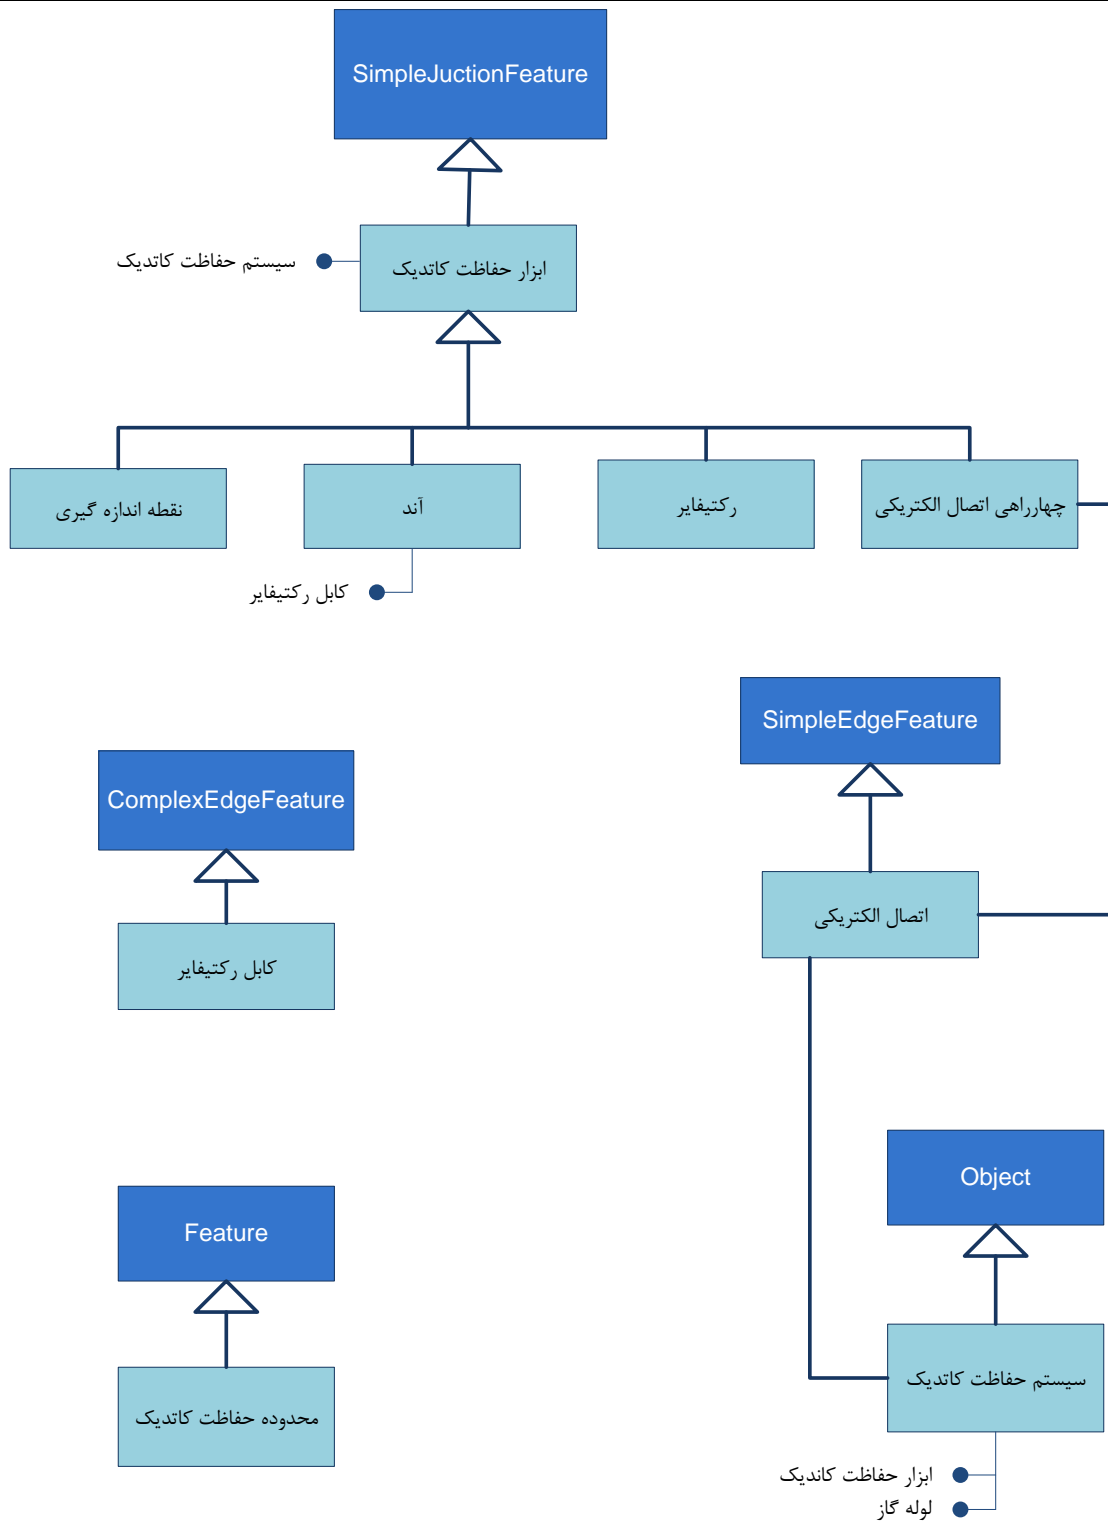 SimpleJuctionFeature
ابزار حفاظت کاتدیک
سیستم حفاظت کاتدیک
چهارراهی اتصال الکتریکی
رکتیفایر
آند
نقطه اندازه گیری
کابل رکتیفایر
SimpleEdgeFeature
ComplexEdgeFeature
اتصال الکتریکی
کابل رکتیفایر
Object
Feature
سیستم حفاظت کاتدیک
محدوده حفاظت کاتدیک
ابزار حفاظت کاندیک
لوله گاز